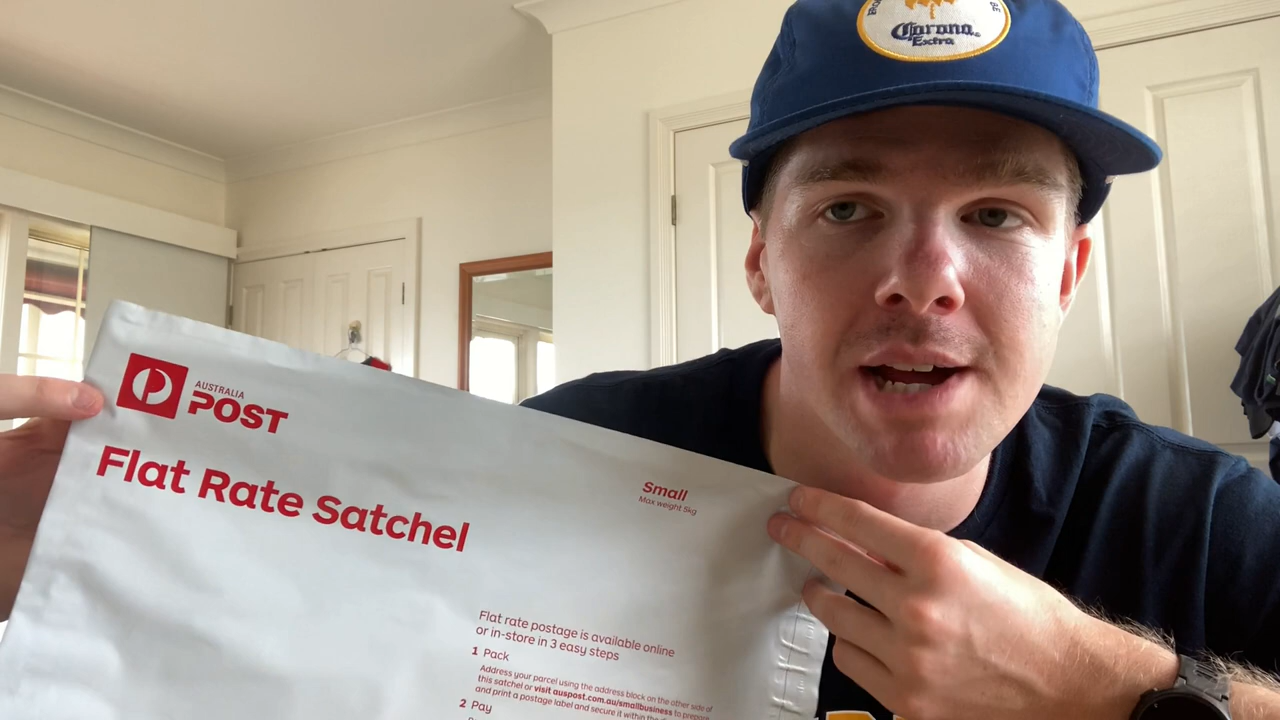 Corona.
Extra
AUSTRALIA
POST
Flat Rate Satchel
Small
Max weight 5kg
Flat rate postage is available online
or in-store in 3 easy steps
1 Pack
Address your parcel using the address block on the other side of
this satchel or visit auspost.com.au/smallbusiness to prepare
and print a postage label and secure it within the
2 Pay